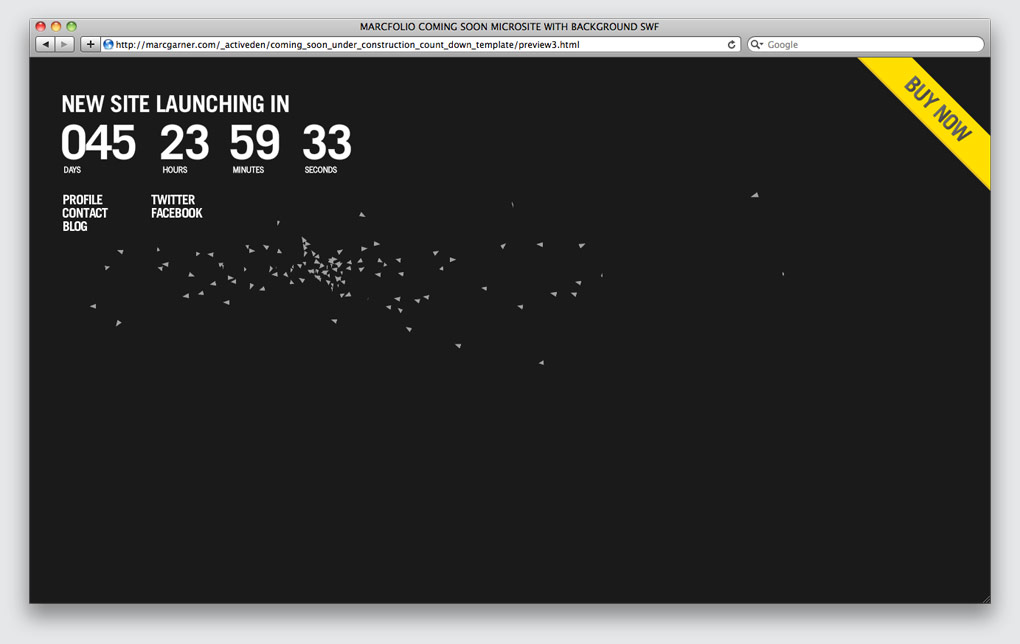 MARCFOLIO COMING SOON MICROSITE WITH BACKGROUND SWF
http://marcgarner.com/_activeden/coming_soon_under_construction_count_down_template/preview3.html
Google
BUY NOW
NEW SITE LAUNCHING IN
045 23 59 33
DAYS HOURS MINUTES SECONDS
PROFILE TWITTER
CONTACT FACEBOOK
BLOG